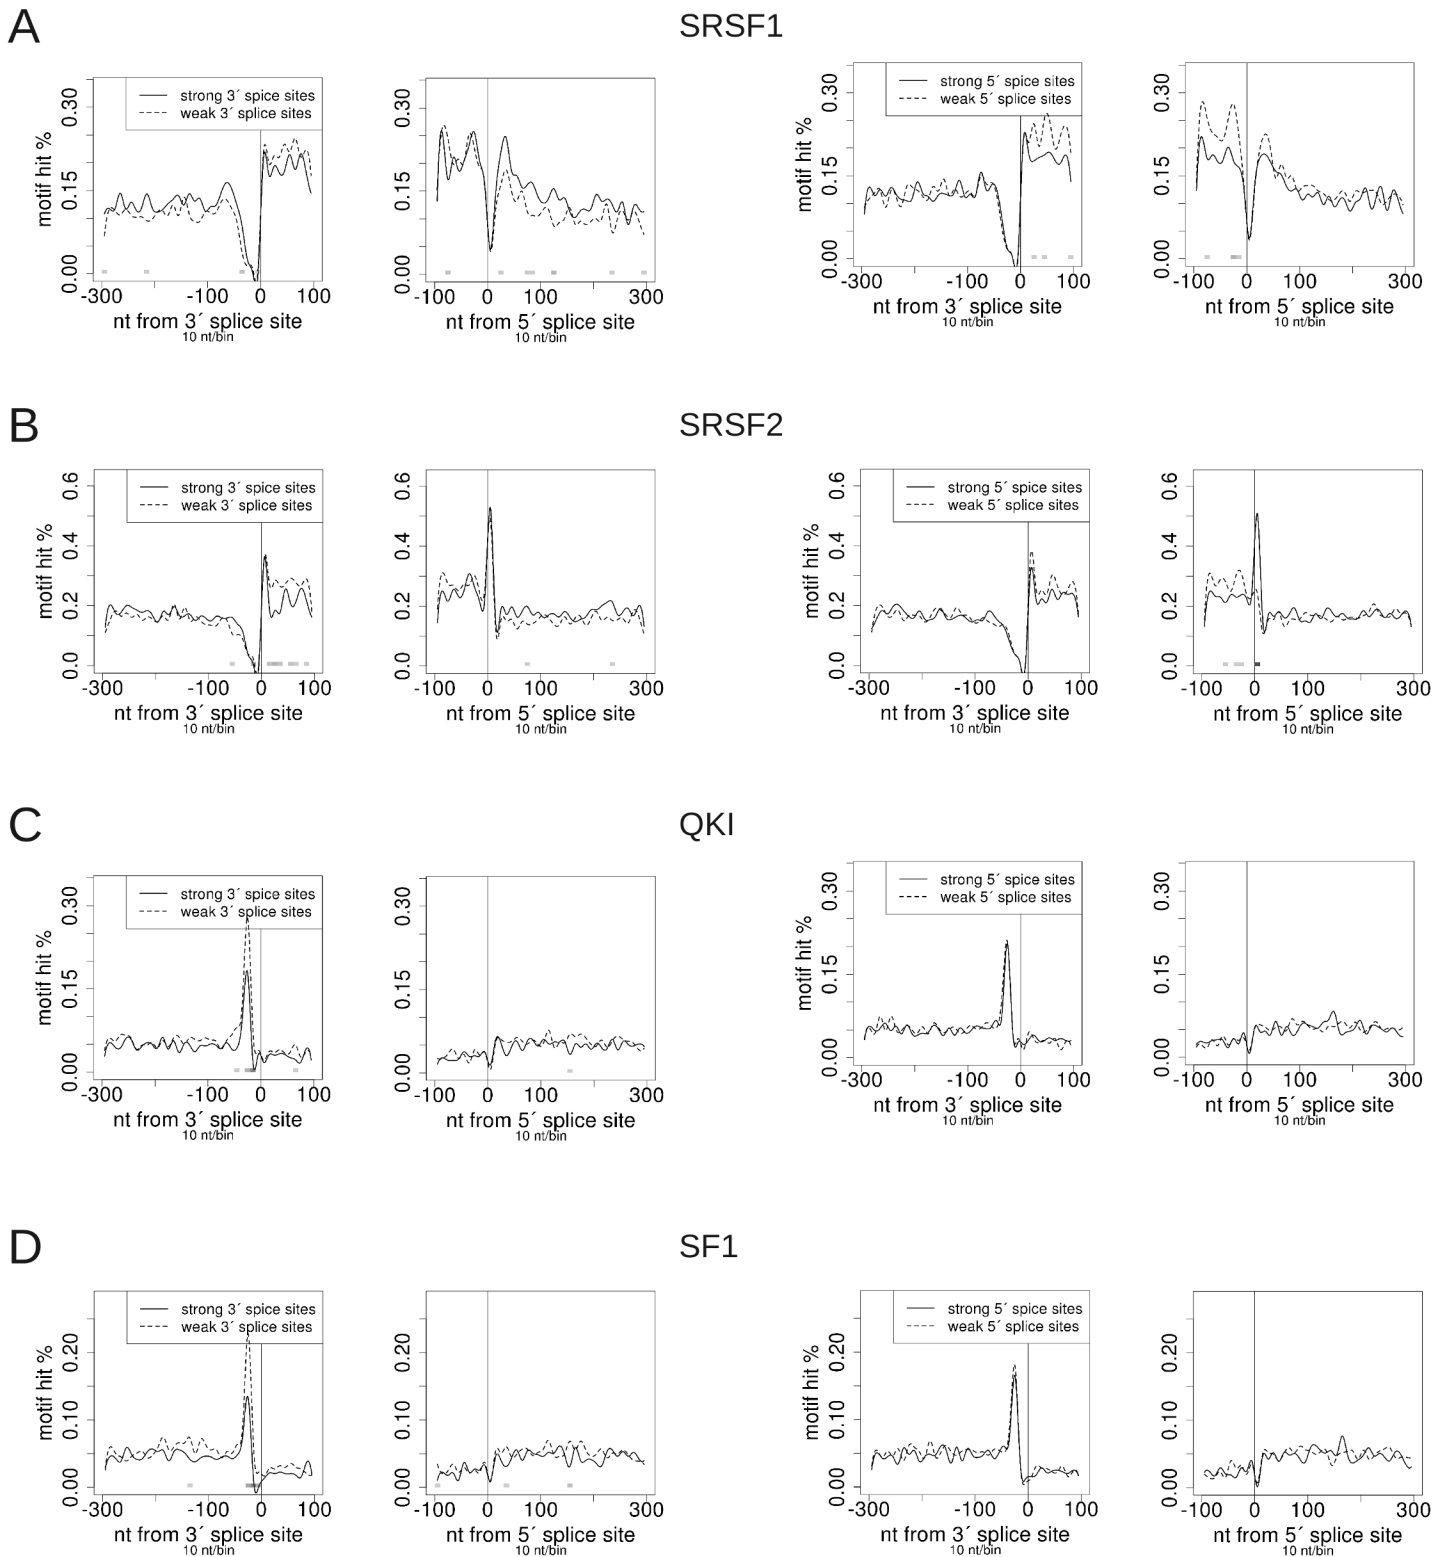 A
SRSF1
strong 3´ spice sites
weak 3´ splice sites
motif hit %
0.00 0.15 0.30
-300 -100 0 100
nt from 3´ splice site
10 nt/bin
0.00 0.15 0.30
-100 0 100 300
nt from 5´ splice site
10 nt/bin
strong 5´ spice sites
weak 5´ splice sites
motif hit %
0.00 0.15 0.30
-300 -100 0 100
nt from 3´ splice site
10 nt/bin
0.00 0.15 0.30
-100 0 100 300
nt from 5´ splice site
10 nt/bin
B
SRSF2
strong 3´ spice sites
weak 3´ splice sites
motif hit %
0.0 0.2 0.4 0.6
-300 -100 0 100
nt from 3´ splice site
10 nt/bin
0.0 0.2 0.4 0.6
-100 0 100 300
nt from 5´ splice site
10 nt/bin
strong 5´ spice sites
weak 5´ splice sites
motif hit %
0.0 0.2 0.4 0.6
-300 -100 0 100
nt from 3´ splice site
10 nt/bin
0.0 0.2 0.4 0.6
-100 0 100 300
nt from 5´ splice site
10 nt/bin
C
QKI
strong 3´ spice sites
weak 3´ splice sites
motif hit %
0.00 0.15 0.30
-300 -100 0 100
nt from 3´ splice site
10 nt/bin
0.00 0.15 0.30
-100 0 100 300
nt from 5´ splice site
10 nt/bin
strong 5´ spice sites
weak 5´ splice sites
motif hit %
0.00 0.15 0.30
-300 -100 0 100
nt from 3´ splice site
10 nt/bin
0.00 0.15 0.30
-100 0 100 300
nt from 5´ splice site
10 nt/bin
D
SF1
strong 3´ spice sites
weak 3´ splice sites
motif hit %
0.00 0.10 0.20
-300 -100 0 100
nt from 3´ splice site
10 nt/bin
0.00 0.10 0.20
-100 0 100 300
nt from 5´ splice site
10 nt/bin
strong 5´ spice sites
weak 5´ splice sites
motif hit %
0.00 0.10 0.20
-300 -100 0 100
nt from 3´ splice site
10 nt/bin
0.00 0.10 0.20
-100 0 100 300
nt from 5´ splice site
10 nt/bin